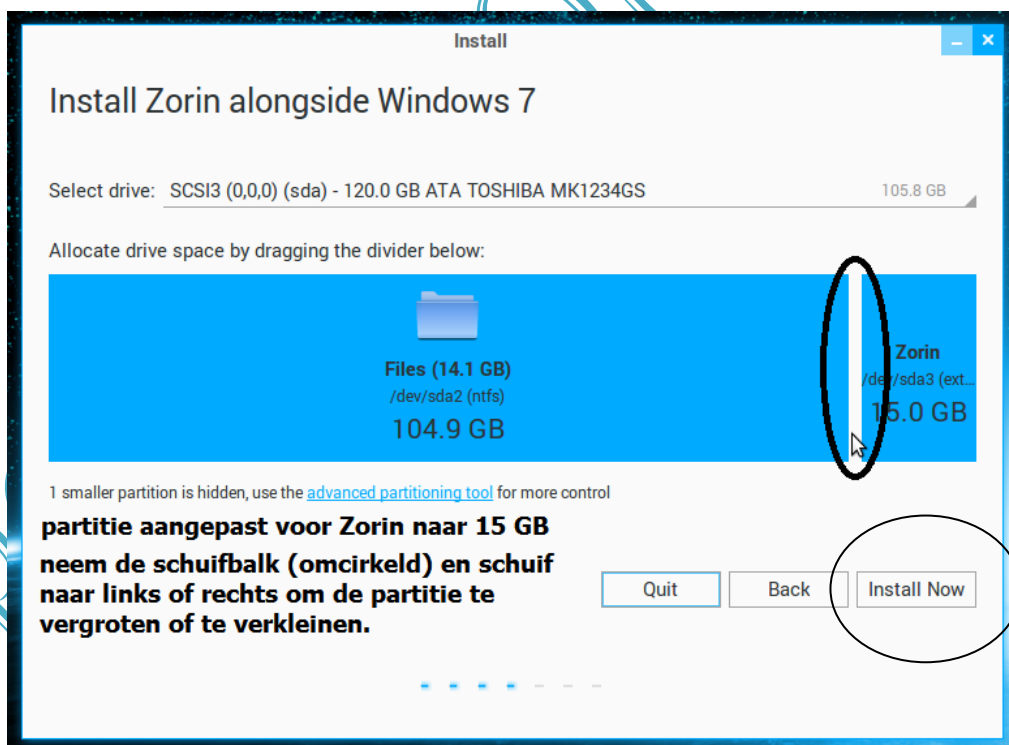 Install
Install Zorin alongside Windows 7
Select drive: SCSI3 (0,0,0) (sda) - 120.0 GB ATA TOSHIBA MK1234GS 105.8 GB
Allocate drive space by dragging the divider below:
Files (14.1 GB)
/dev/sda2 (ntfs)
104.9 GB
Zorin
/dev/sda3 (ext...
15.0 GB
1 smaller partition is hidden, use the advanced partitioning tool for more control
partitie aangepast voor Zorin naar 15 GB
neem de schuifbalk (omcirkeld) en schuif
naar links of rechts om de partitie te
vergroten of te verkleinen.
Quit Back Install Now